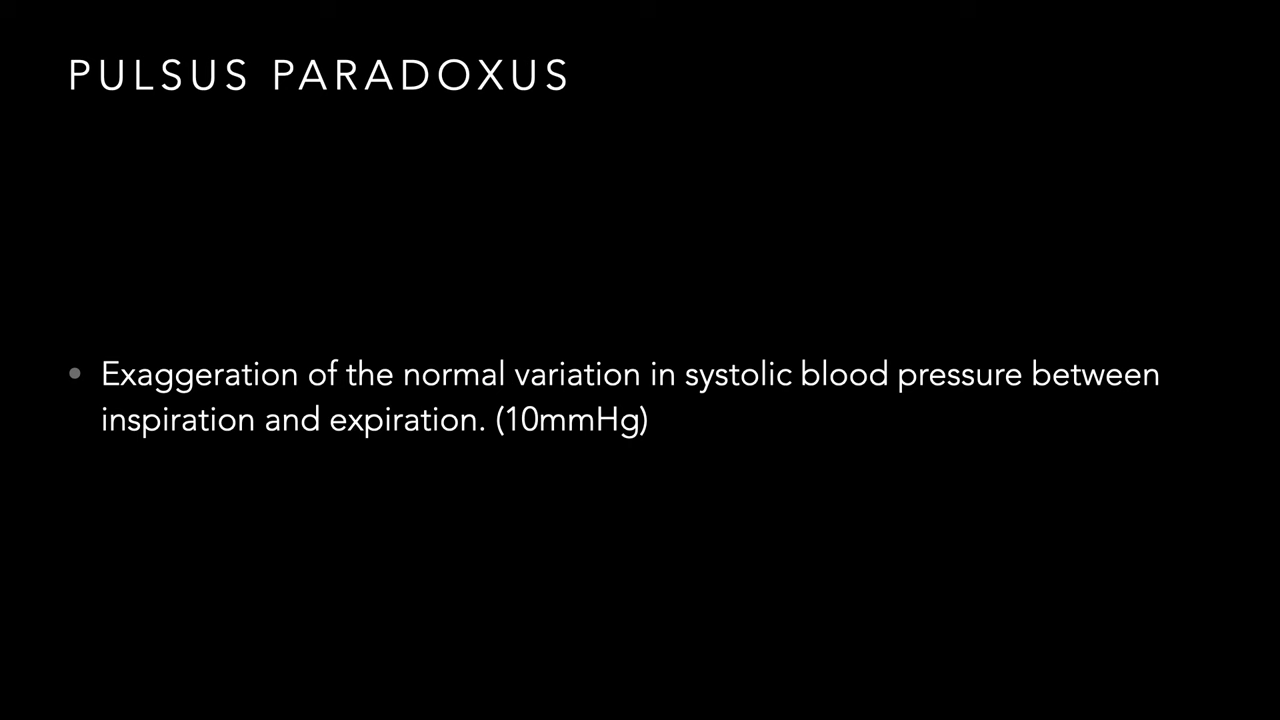 PULSUS PARADOXUS
• Exaggeration of the normal variation in systolic blood pressure between
inspiration and expiration. (10mmHg)